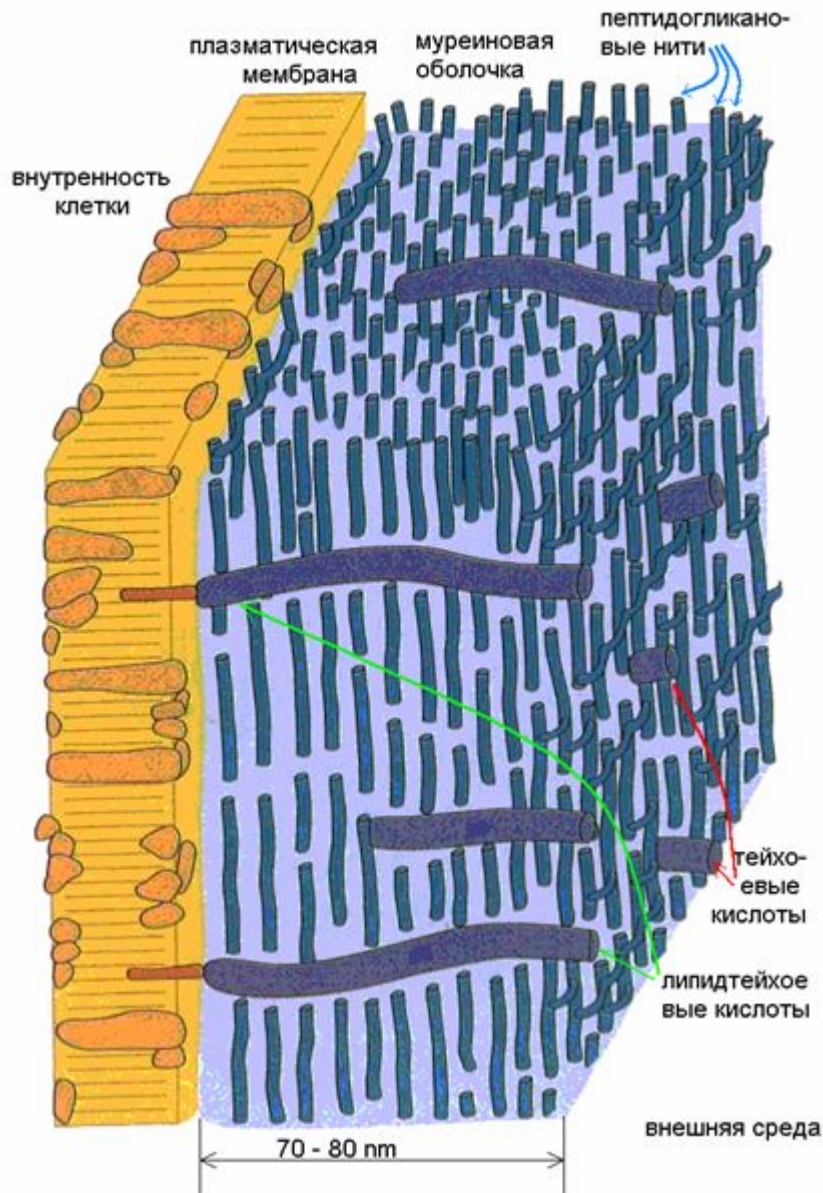 пептидогликано-
вые нити
плазматическая
мембрана
муреиновая
оболочка
внутренность
клетки
тейхо-
евые
кислоты
липидтейхое
вые кислоты
внешняя среда
70 - 80 nm